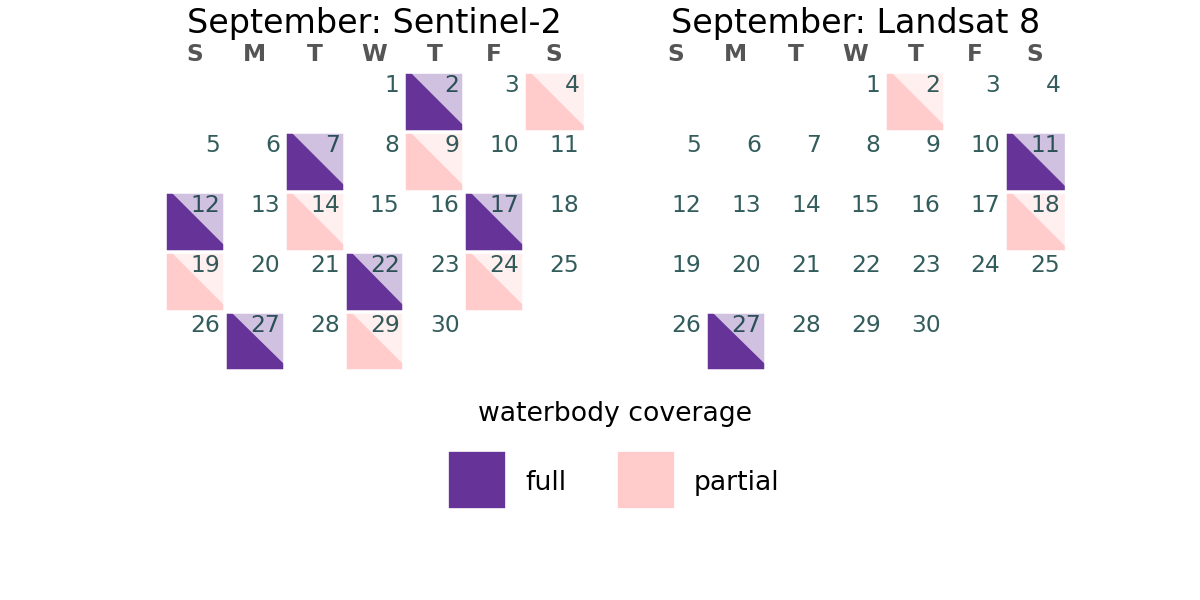 September: Sentinel-2
S M T W T F S
1 2 3 4
5 6 7 8 9 10 11
12 13 14 15 16 17 18
19 20 21 22 23 24 25
26 27 28 29 30
September: Landsat 8
S M T W T F S
1 2 3 4
5 6 7 8 9 10 11
12 13 14 15 16 17 18
19 20 21 22 23 24 25
26 27 28 29 30
waterbody coverage
full partial